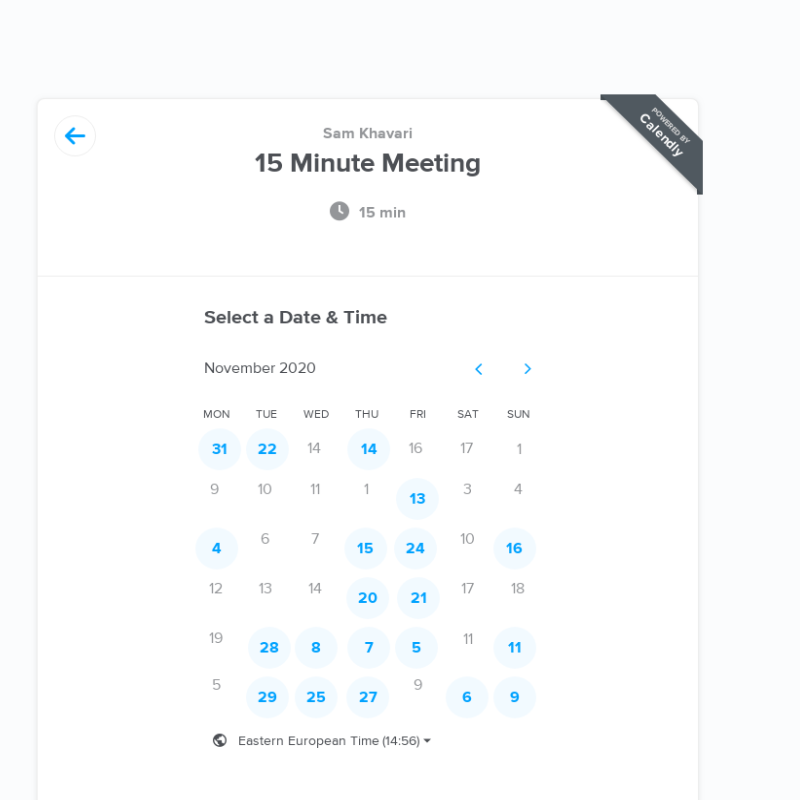 POWERED BY
Calendly
Sam Khavari
15 Minute Meeting
15 min
Select a Date & Time
November 2020
MON TUE WED THU FRI SAT SUN
31 22 14 14 16 17 1
9 10 11 1 13 3 4
4 6 7 15 24 10 16
12 13 14 20 21 17 18
19 28 8 7 5 11 11
5 29 25 27 9 6 9
Eastern European Time (14:56)